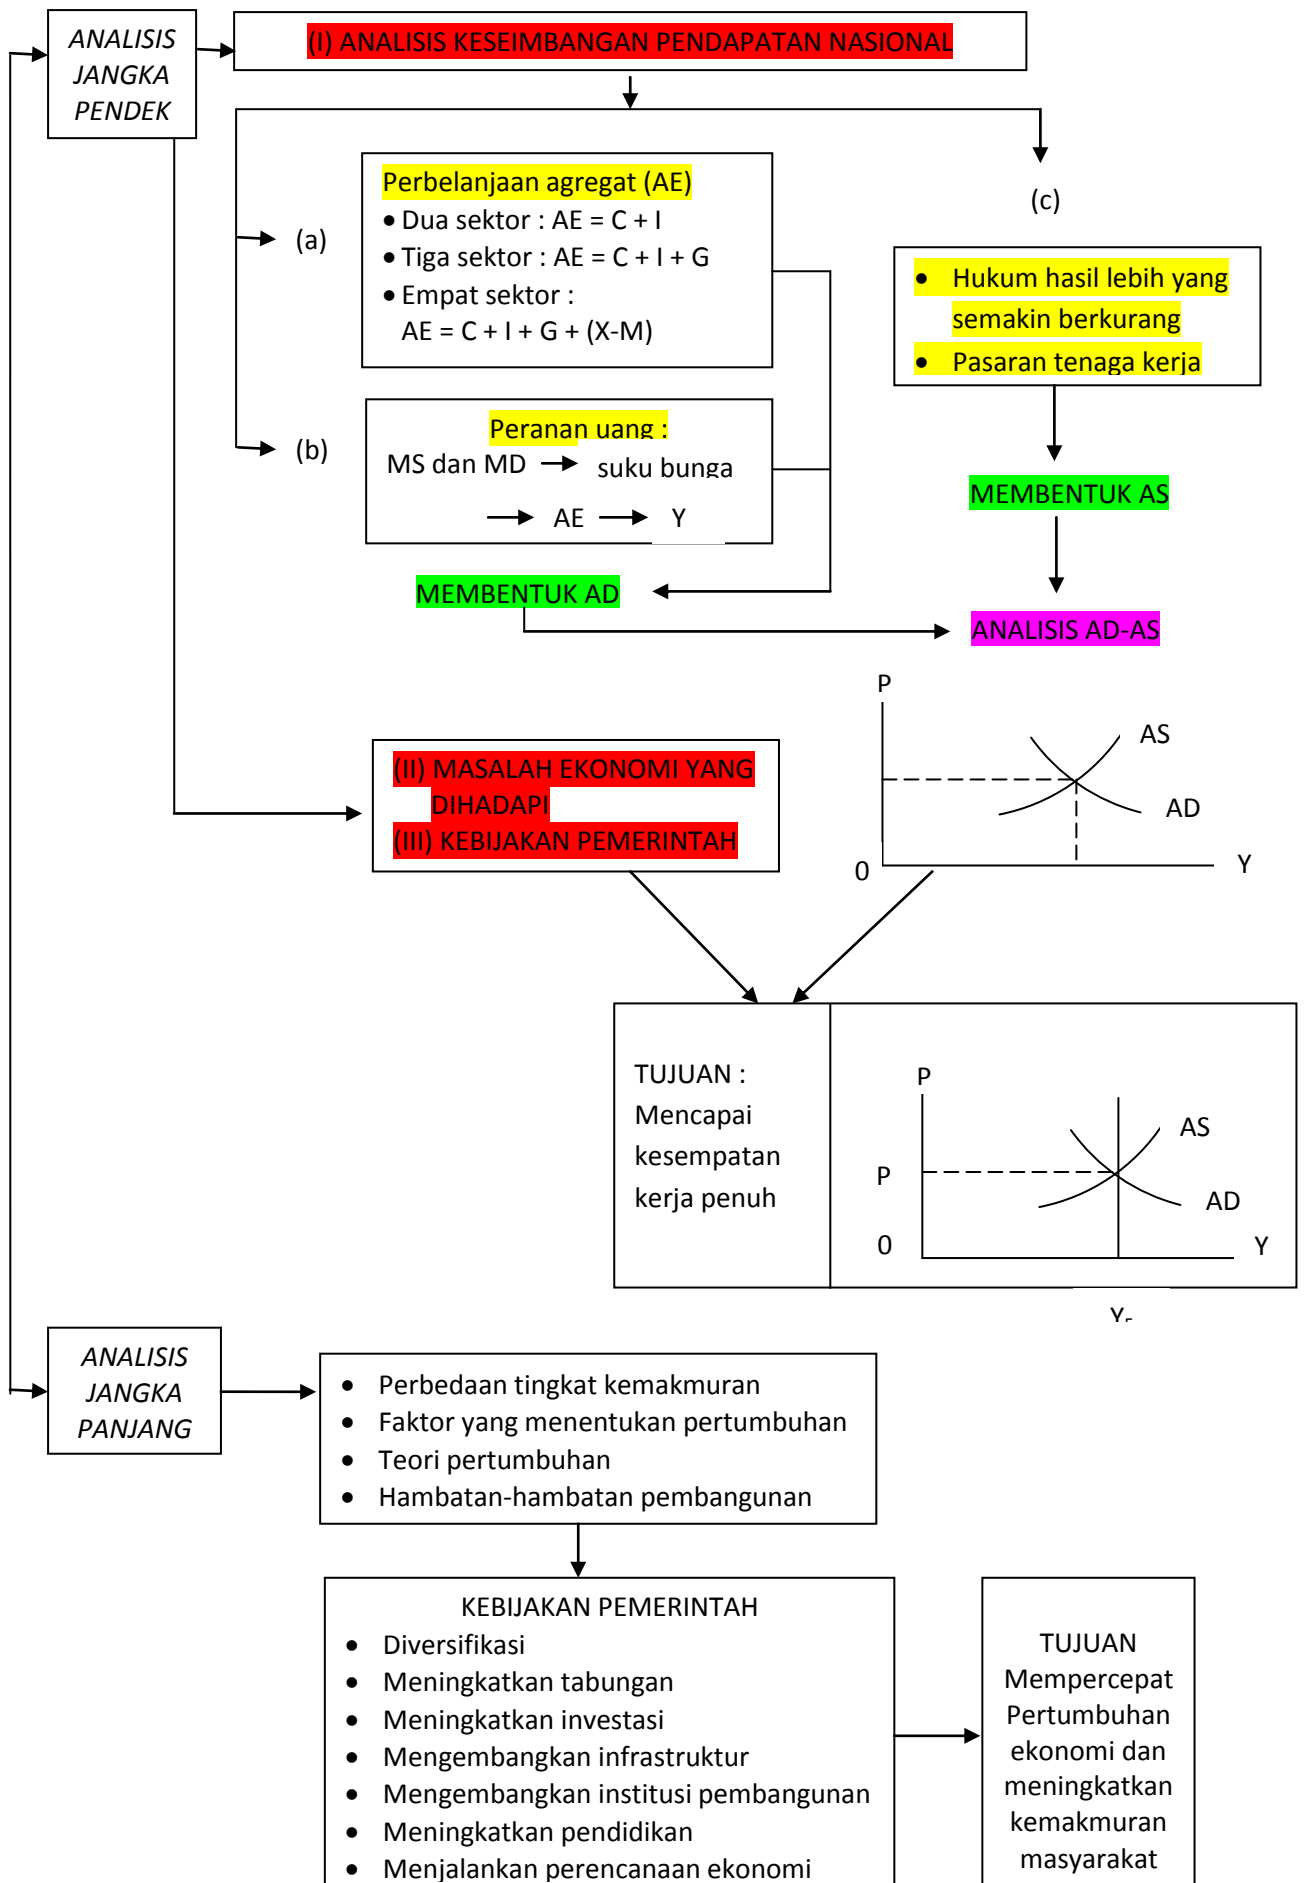 ANALISIS
JANGKA
PENDEK
(I) ANALISIS KESEIMBANGAN PENDAPATAN NASIONAL
(a)
Perbelanjaan agregat (AE)
• Dua sektor : AE = C + I
• Tiga sektor : AE = C + I + G
• Empat sektor :
AE = C + I + G + (X-M)
(b)
Peranan uang :
MS dan MD
suku bunga
AE
Y
(c)
• Hukum hasil lebih yang
semakin berkurang
• Pasaran tenaga kerja
MEMBENTUK AS
MEMBENTUK AD
ANALISIS AD-AS
P
AS
AD
0
Y
(II) MASALAH EKONOMI YANG
DIHADAPI
(III) KEBIJAKAN PEMERINTAH
TUJUAN :
Mencapai
kesempatan
kerja penuh
P
AS
P
AD
0
Y
ANALISIS
JANGKA
PANJANG
• Perbedaan tingkat kemakmuran
• Faktor yang menentukan pertumbuhan
• Teori pertumbuhan
• Hambatan-hambatan pembangunan
KEBIJAKAN PEMERINTAH
• Diversifikasi
• Meningkatkan tabungan
• Meningkatkan investasi
• Mengembangkan infrastruktur
• Mengembangkan institusi pembangunan
• Meningkatkan pendidikan
• Menjalankan perencanaan ekonomi
TUJUAN
Mempercepat
Pertumbuhan
ekonomi dan
meningkatkan
kemakmuran
masyarakat